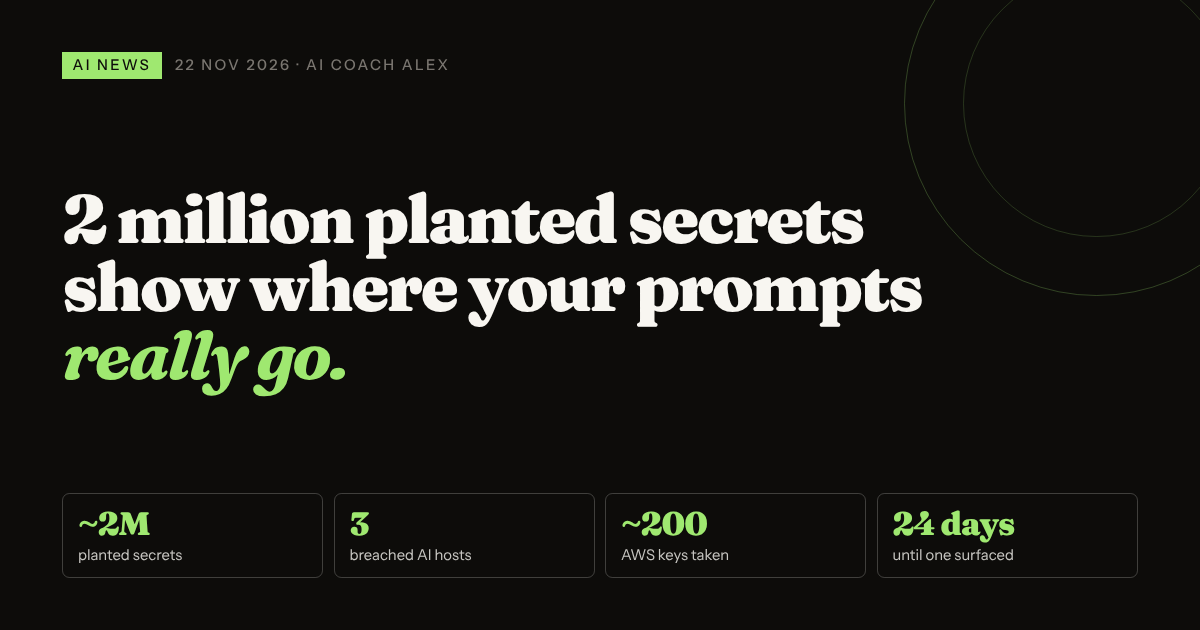 AI NEWS 22 NOV 2026 · AI COACH ALEX
2 million planted secrets
show where your prompts
really go.
~2M
planted secrets
3
breached AI hosts
~200
AWS keys taken
24 days
until one surfaced